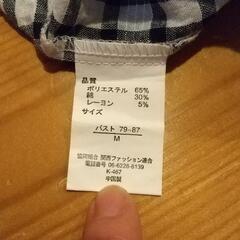 品質
ポリエステル 65%
綿 30%
レーヨン 5%
サイズ
バスト 79~87
M
協同組合 関西ファッション連合
電話番号 06-6228-6139
K-467
中国製